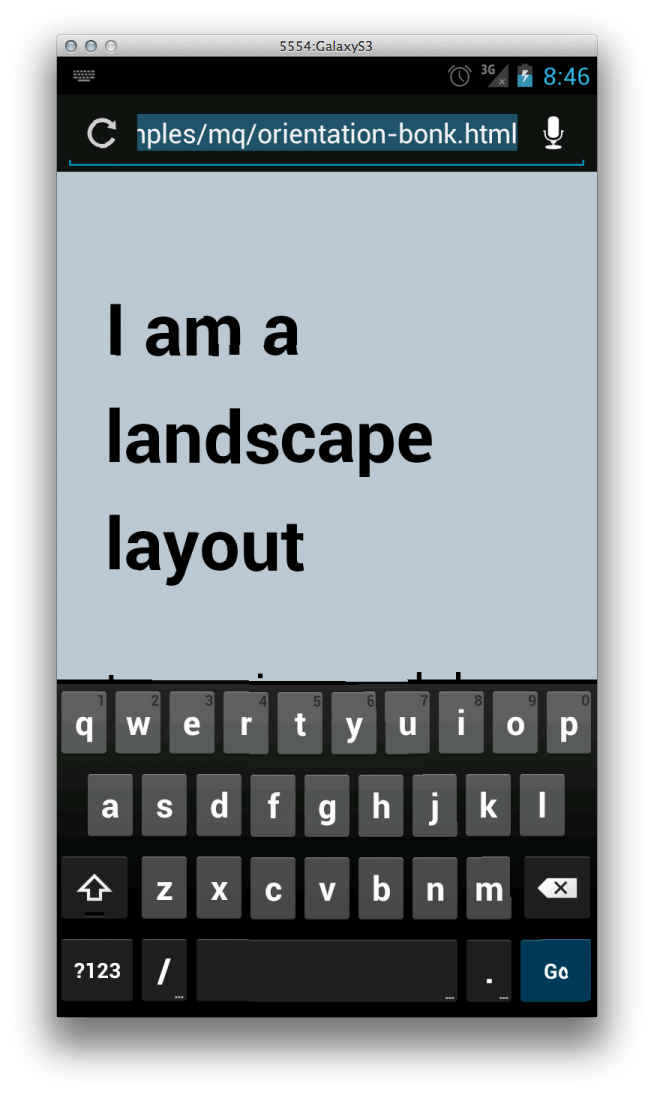 5554:GalaxyS3
3G 8:46
nples/mq/orientation-bonk.html
I am a
landscape
layout
1 2 3 4 5 6 7 8 9 0
q w e r t y u i o p
a s d f g h j k l
z x c v b n m
?123 / ... ... . ... Go